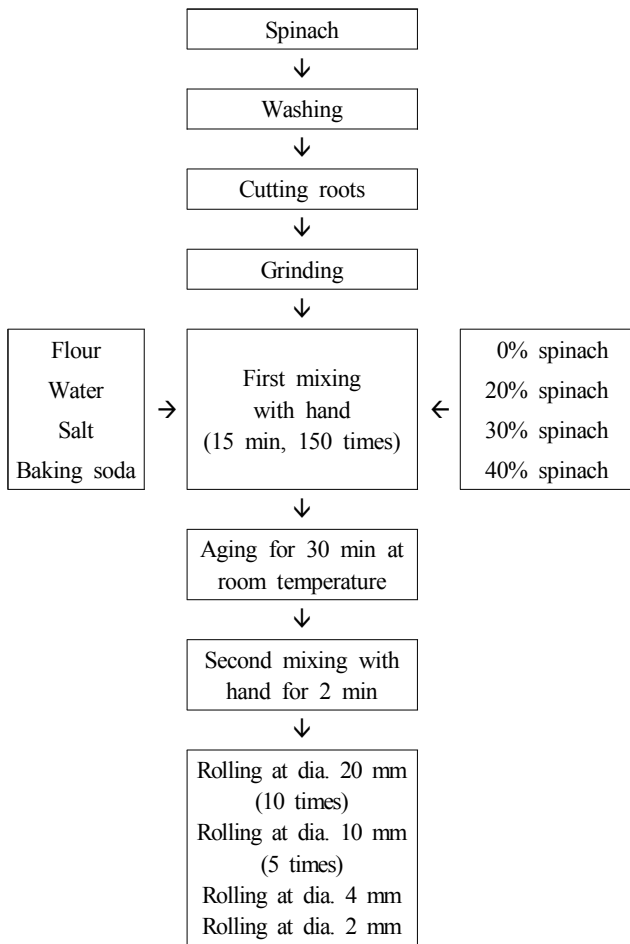 Spinach
Washing
Cutting roots
Grinding
Flour
Water
Salt
Baking soda
First mixing
with hand
(15 min, 150 times)
0% spinach
20% spinach
30% spinach
40% spinach
Aging for 30 min at
room temperature
Second mixing with
hand for 2 min
Rolling at dia. 20 mm
(10 times)
Rolling at dia. 10 mm
(5 times)
Rolling at dia. 4 mm
Rolling at dia. 2 mm